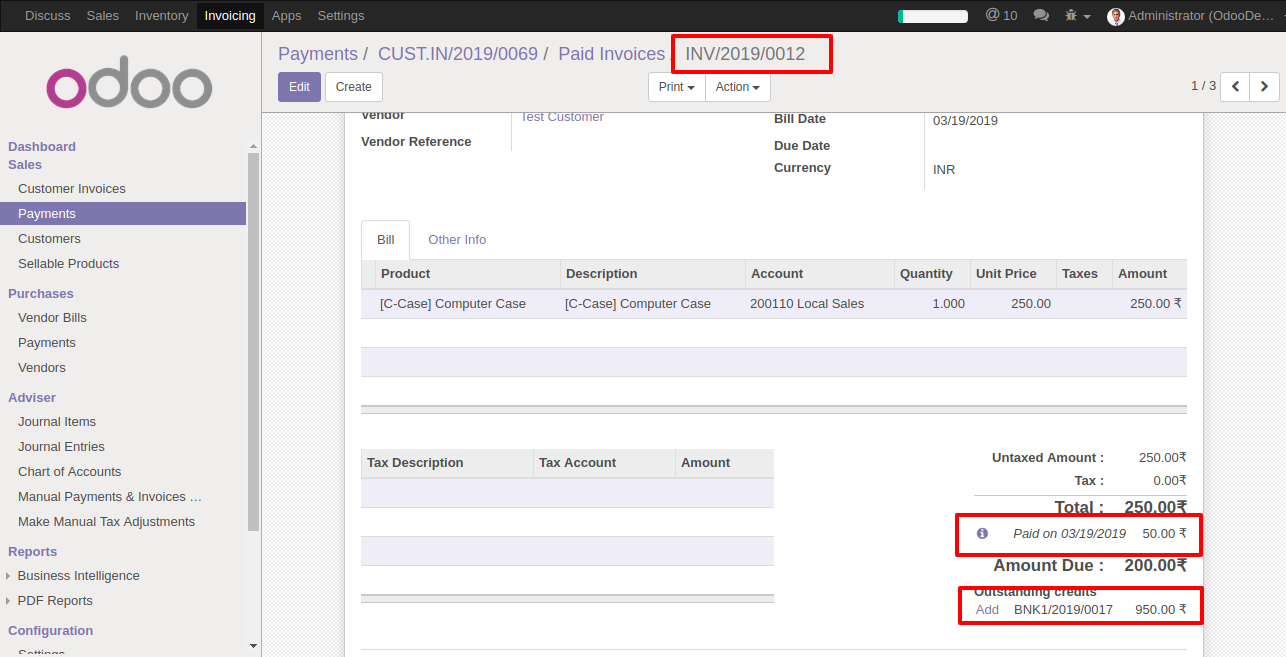 Discuss Sales Inventory Invoicing Apps Settings @ 10 Administrator (OdooDe…
odoo
Payments / CUST.IN/2019/0069 / Paid Invoices / INV/2019/0012
Edit Create Print Action 1 / 3
Dashboard
Sales
Customer Invoices
Payments
Customers
Sellable Products
Purchases
Vendor Bills
Payments
Vendors
Adviser
Journal Items
Journal Entries
Chart of Accounts
Manual Payments & Invoices …
Make Manual Tax Adjustments
Reports
Business Intelligence
PDF Reports
Configuration
Settings
Vendor Test Customer
Vendor Reference
Bill Date 03/19/2019
Due Date
Currency INR
Bill Other Info
Product Description Account Quantity Unit Price Taxes Amount
[C-Case] Computer Case [C-Case] Computer Case 200110 Local Sales 1.000 250.00 250.00 ₹
Tax Description Tax Account Amount
Untaxed Amount : 250.00₹
Tax : 0.00₹
Total : 250.00₹
Paid on 03/19/2019 50.00 ₹
Amount Due : 200.00₹
Outstanding credits
Add BNK1/2019/0017 950.00 ₹